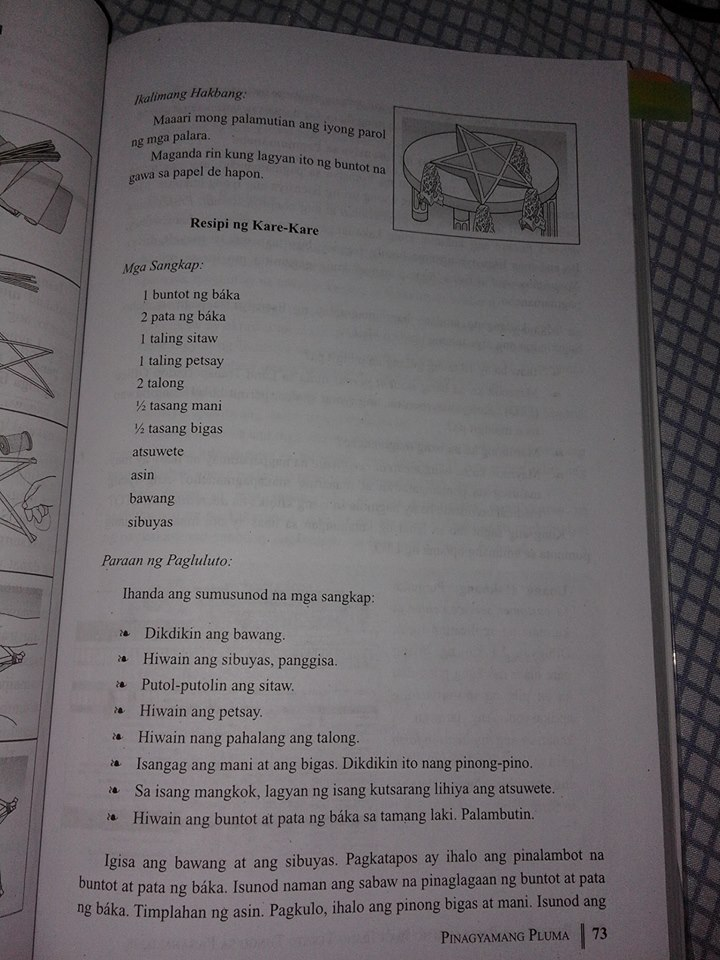 Ikalimang Hakbang:
Maaari mong palamutian ang iyong parol
ng mga palara.
Maganda rin kung lagyan ito ng buntot na
gawa sa papel de hapon.
Resipi ng Kare-Kare
Mga Sangkap:
1 buntot ng báka
2 pata ng báka
1 taling sitaw
1 taling petsay
2 talong
½ tasang mani
½ tasang bigas
atsuwete
asin
bawang
sibuyas
Paraan ng Pagluluto:
Ihanda ang sumusunod na mga sangkap:
❧ Dikdikin ang bawang.
❧ Hiwain ang sibuyas, panggisa.
❧ Putol-putolin ang sitaw.
❧ Hiwain ang petsay.
❧ Hiwain nang pahalang ang talong.
❧ Isangag ang mani at ang bigas. Dikdikin ito nang pinong-pino.
❧ Sa isang mangkok, lagyan ng isang kutsarang lihiya ang atsuwete.
❧ Hiwain ang buntot at pata ng báka sa tamang laki. Palambutin.
Igisa ang bawang at ang sibuyas. Pagkatapos ay ihalo ang pinalambot na
buntot at pata ng báka. Isunod naman ang sabaw na pinaglagaan ng buntot at pata
ng báka. Timplahan ng asin. Pagkulo, ihalo ang pinong bigas at mani. Isunod ang
PINAGYAMANG PLUMA | 73